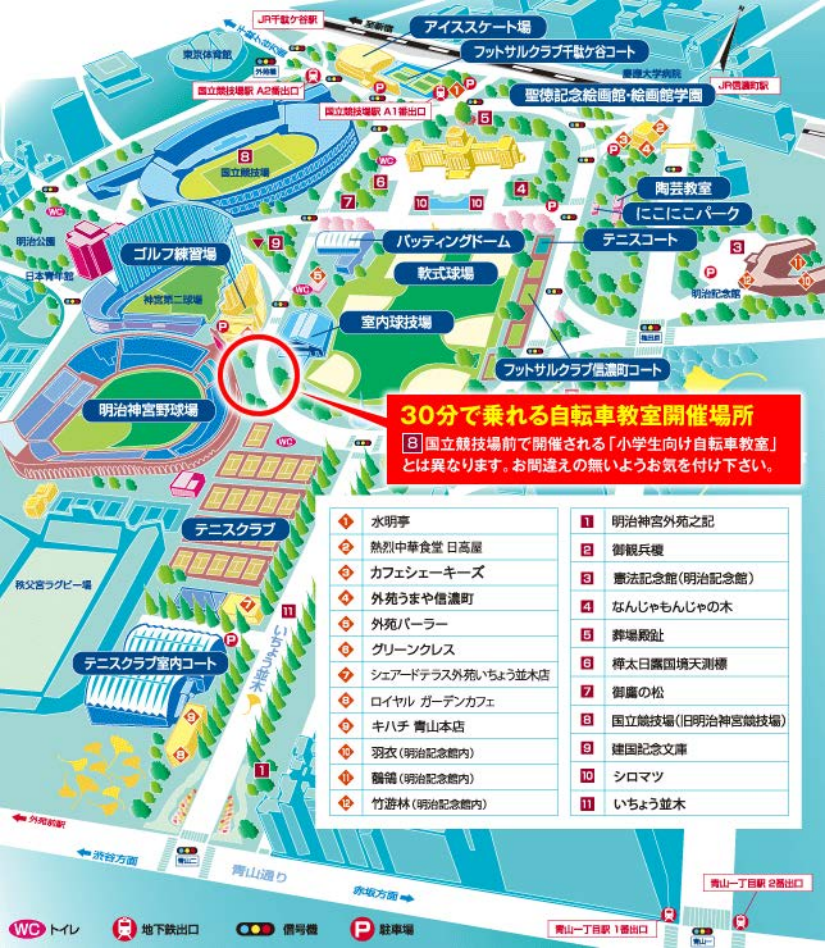 JR千駄ケ谷駅
至新宿
アイススケート場
千駄ケ谷方面
東京体育館
フットサルクラブ千駄ケ谷コート
外苑橋
慶應大学病院
JR信濃町駅
国立競技場駅 A2番出口
国立競技場駅 A1番出口
聖徳記念絵画館・絵画館学園
国立競技場
陶芸教室
にこにこパーク
明治公園
日本青年館
ゴルフ練習場
バッティングドーム
テニスコート
軟式球場
明治記念館
神宮第二球場
室内球技場
フットサルクラブ信濃町コート
明治神宮野球場
30分で乗れる自転車教室開催場所
8 国立競技場前で開催される「小学生向け自転車教室」
とは異なります。お間違えの無いようお気を付け下さい。
テニスクラブ
秩父宮ラグビー場
テニスクラブ室内コート
いちょう並木
1 水明亭
2 熱烈中華食堂 日高屋
3 カフェシェーキーズ
4 外苑うまや信濃町
5 外苑パーラー
6 グリーンクレス
7 シェアードテラス外苑いちょう並木店
8 ロイヤル ガーデンカフェ
9 キハチ 青山本店
10 羽衣(明治記念館内)
11 鶺鴒(明治記念館内)
12 竹游林(明治記念館内)
1 明治神宮外苑之記
2 御観兵榎
3 憲法記念館(明治記念館)
4 なんじゃもんじゃの木
5 葬場殿趾
6 樺太日露国境天測標
7 御鷹の松
8 国立競技場(旧明治神宮競技場)
9 建国記念文庫
10 シロマツ
11 いちょう並木
外苑前駅
渋谷方面
青山二
青山通り
赤坂方面
青山一丁目駅 2番出口
青山一丁目駅 1番出口
青山一
WC トイレ
地下鉄出口
信号機
P 駐車場